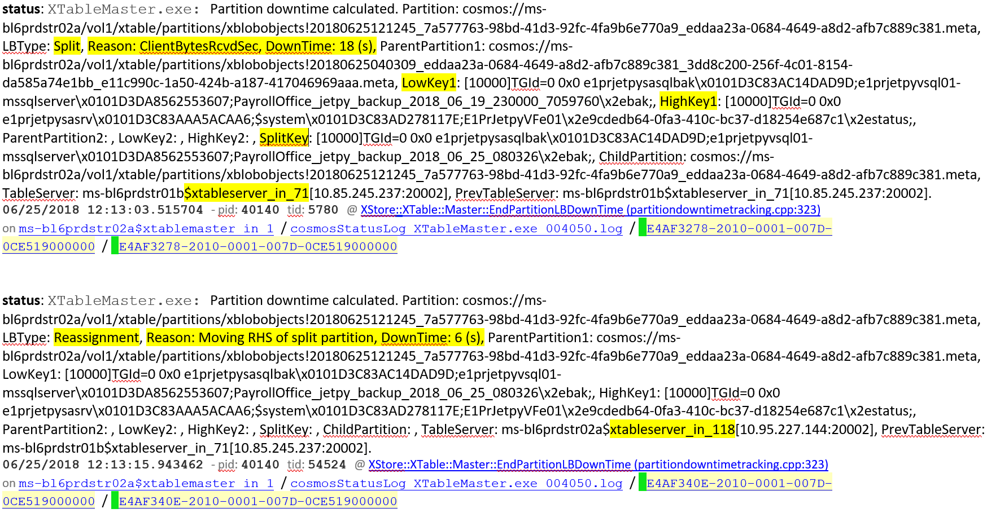 status: XTableMaster.exe: Partition downtime calculated. Partition: cosmos://ms-
bl6prdstr02a/vol1/xtable/partitions/xblobobjects!20180625121245_7a577763-98bd-41d3-92fc-4fa9b6e770a9_eddaa23a-0684-4649-a8d2-afb7c889c381.meta,
LBType: Split, Reason: ClientBytesRcvdSec, DownTime: 18 (s), ParentPartition1: cosmos://ms-
bl6prdstr02a/vol1/xtable/partitions/xblobobjects!20180625040309_eddaa23a-0684-4649-a8d2-afb7c889c381_3dd8c200-256f-4c01-8154-
da585a74e1bb_e11c990c-1a50-424b-a187-417046969aaa.meta, LowKey1: [10000]TGId=0 0x0 e1prjetpysasqlbak\x0101D3C83AC14DAD9D;e1prjetpyvsql01-
mssqlserver\x0101D3DA8562553607;PayrollOffice_jetpy_backup_2018_06_19_230000_7059760\x2ebak;, HighKey1: [10000]TGId=0 0x0
e1prjetpysasrv\x0101D3C83AAA5ACAA6;$system\x0101D3C83AD278117E;E1PrJetpyVFe01\x2e9cdedb64-0fa3-410c-bc37-d18254e687c1\x2estatus;,
ParentPartition2: , LowKey2: , HighKey2: , SplitKey: [10000]TGId=0 0x0 e1prjetpysasqlbak\x0101D3C83AC14DAD9D;e1prjetpyvsql01-
mssqlserver\x0101D3DA8562553607;PayrollOffice_jetpy_backup_2018_06_25_080326\x2ebak;, ChildPartition: cosmos://ms-
bl6prdstr02a/vol1/xtable/partitions/xblobobjects!20180625121245_7a577763-98bd-41d3-92fc-4fa9b6e770a9_eddaa23a-0684-4649-a8d2-afb7c889c381.meta,
TableServer: ms-bl6prdstr01b$xtableserver_in_71[10.85.245.237:20002], PrevTableServer: ms-bl6prdstr01b$xtableserver_in_71[10.85.245.237:20002].
06/25/2018 12:13:03.515704 - pid: 40140 tid: 5780 @ XStore::XTable::Master::EndPartitionLBDownTime (partitiondowntimetracking.cpp:323)
on ms-bl6prdstr02a$xtablemaster_in_1 / cosmosStatusLog_XTableMaster.exe_004050.log / E4AF3278-2010-0001-007D-
0CE519000000 / E4AF3278-2010-0001-007D-0CE519000000
status: XTableMaster.exe: Partition downtime calculated. Partition: cosmos://ms-
bl6prdstr02a/vol1/xtable/partitions/xblobobjects!20180625121245_7a577763-98bd-41d3-92fc-4fa9b6e770a9_eddaa23a-0684-4649-a8d2-afb7c889c381.meta,
LBType: Reassignment, Reason: Moving RHS of split partition, DownTime: 6 (s), ParentPartition1: cosmos://ms-
bl6prdstr02a/vol1/xtable/partitions/xblobobjects!20180625121245_7a577763-98bd-41d3-92fc-4fa9b6e770a9_eddaa23a-0684-4649-a8d2-afb7c889c381.meta,
LowKey1: [10000]TGId=0 0x0 e1prjetpysasqlbak\x0101D3C83AC14DAD9D;e1prjetpyvsql01-
mssqlserver\x0101D3DA8562553607;PayrollOffice_jetpy_backup_2018_06_25_080326\x2ebak;, HighKey1: [10000]TGId=0 0x0
e1prjetpysasrv\x0101D3C83AAA5ACAA6;$system\x0101D3C83AD278117E;E1PrJetpyVFe01\x2e9cdedb64-0fa3-410c-bc37-d18254e687c1\x2estatus;,
ParentPartition2: , LowKey2: , HighKey2: , SplitKey: , ChildPartition: , TableServer: ms-bl6prdstr02a$xtableserver_in_118[10.95.227.144:20002], PrevTableServer:
ms-bl6prdstr01b$xtableserver_in_71[10.85.245.237:20002].
06/25/2018 12:13:15.943462 - pid: 40140 tid: 54524 @ XStore::XTable::Master::EndPartitionLBDownTime (partitiondowntimetracking.cpp:323)
on ms-bl6prdstr02a$xtablemaster_in_1 / cosmosStatusLog_XTableMaster.exe_004050.log / E4AF340E-2010-0001-007D-
0CE519000000 / E4AF340E-2010-0001-007D-0CE519000000